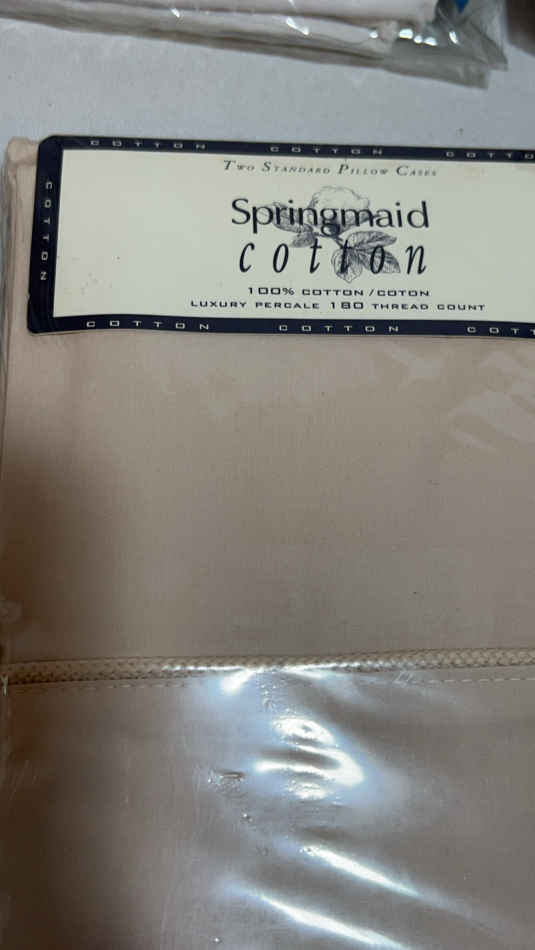 COTTON COTTON COTTO
TWO STANDARD PILLOW CASES
Springmaid
cotton
100% COTTON / COTON
LUXURY PERCALE 180 THREAD COUNT
COTTON
COTTON COTTON COTT